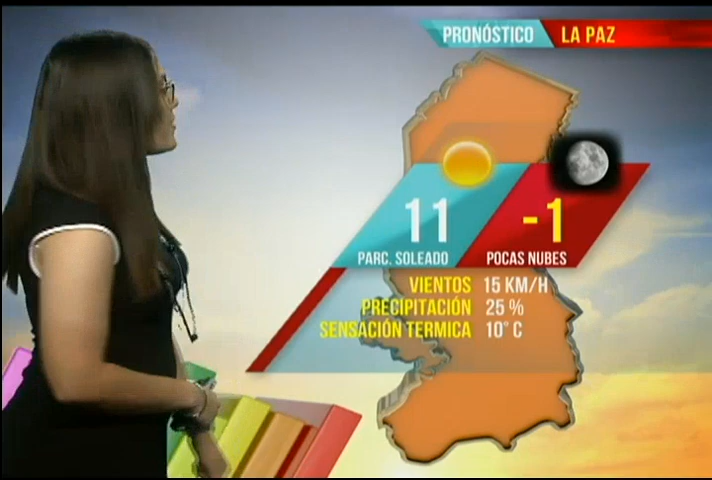 PRONÓSTICO LA PAZ
11 -1
PARC. SOLEADO POCAS NUBES
VIENTOS 15 KM/H
PRECIPITACIÓN 25 %
SENSACIÓN TERMICA 10° C